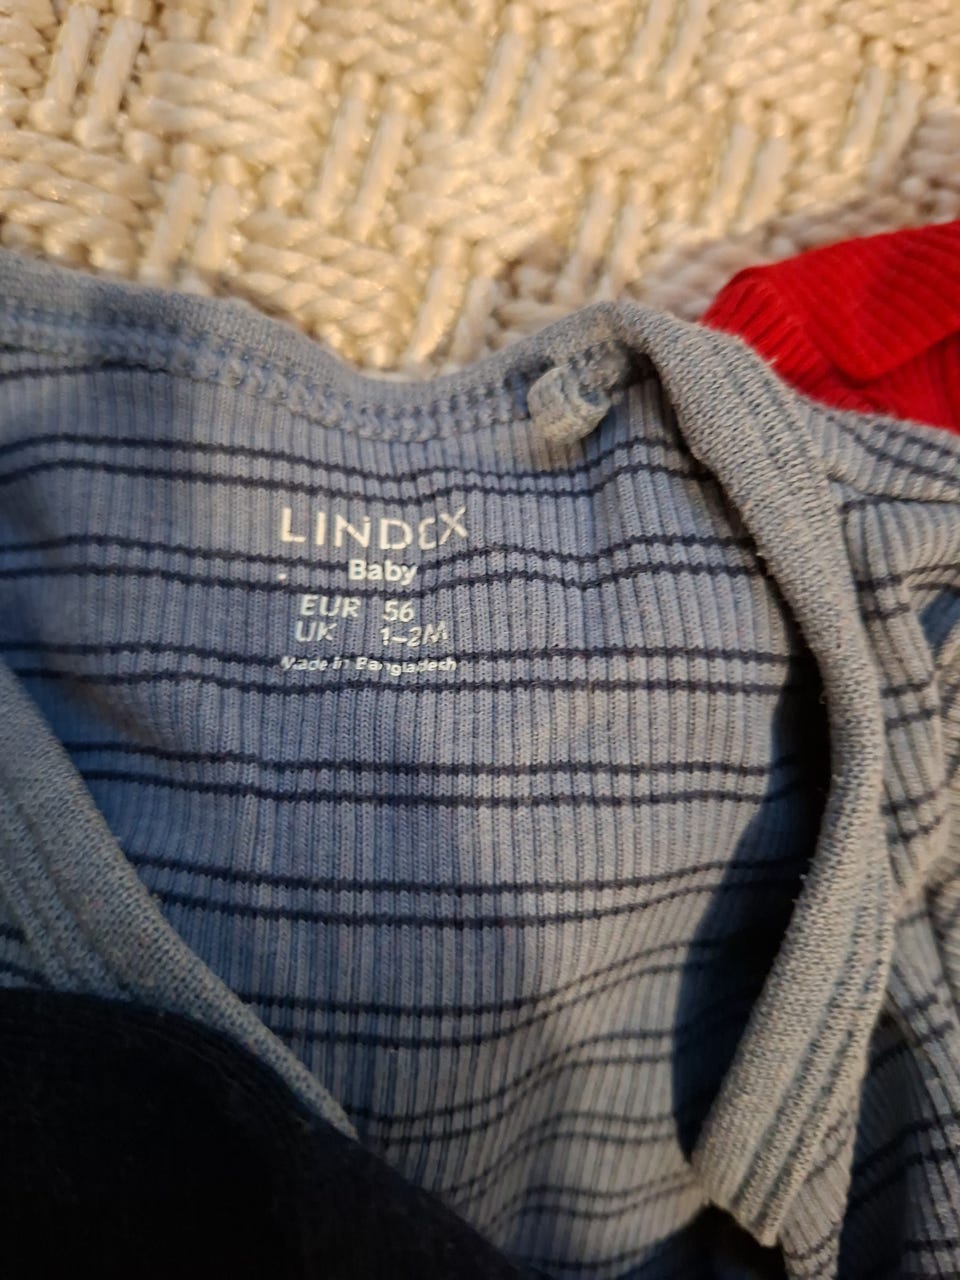 LINDEX
Baby
EUR 56
UK 1-2M
Made in Bangladesh